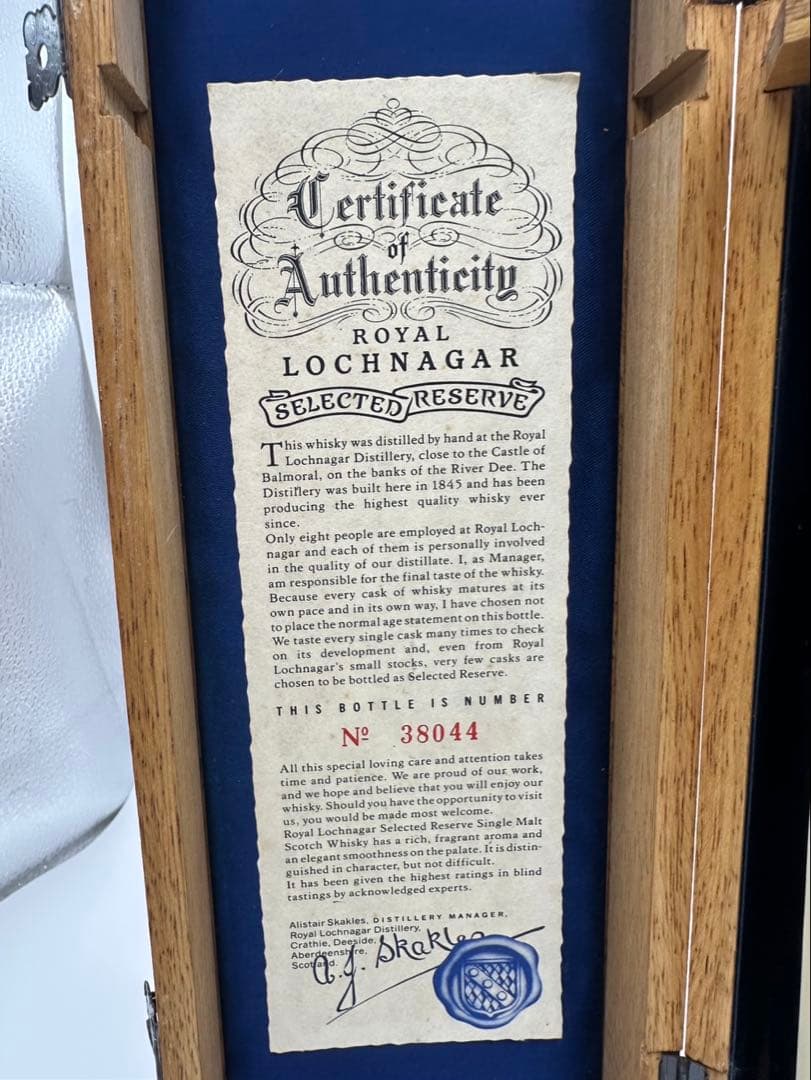 Certificate
of
Authenticity
ROYAL
LOCHNAGAR
SELECTED RESERVE
This whisky was distilled by hand at the Royal
Lochnagar Distillery, close to the Castle of
Balmoral, on the banks of the River Dee. The
Distillery was built here in 1845 and has been
producing the highest quality whisky ever
since.
Only eight people are employed at Royal Loch-
nagar and each of them is personally involved
in the quality of our distillate. I, as Manager,
am responsible for the final taste of the whisky.
Because every cask of whisky matures at its
own pace and in its own way, I have chosen not
to place the normal age statement on this bottle.
We taste every single cask many times to check
on its development and, even from Royal
Lochnagar's small stocks, very few casks are
chosen to be bottled as Selected Reserve.
THIS BOTTLE IS NUMBER
Nº 38044
All this special loving care and attention takes
time and patience. We are proud of our work,
and we hope and believe that you will enjoy our
whisky. Should you have the opportunity to visit
us, you would be made most welcome.
Royal Lochnagar Selected Reserve Single Malt
Scotch Whisky has a rich, fragrant aroma and
an elegant smoothness on the palate. It is distin-
guished in character, but not difficult.
It has been given the highest ratings in blind
tastings by acknowledged experts.
Alistair Skakles, DISTILLERY MANAGER,
Royal Lochnagar Distillery,
Crathie, Deeside,
Aberdeenshire,
Scotland.
A.J. Skakles